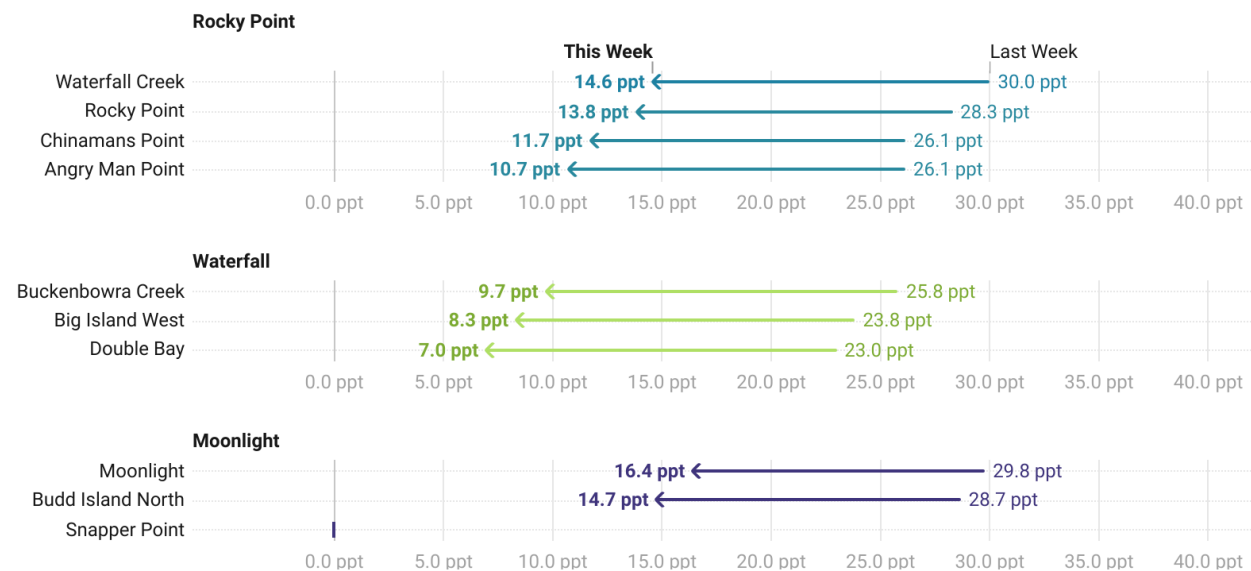 Rocky Point
This Week Last Week
Waterfall Creek 14.6 ppt 30.0 ppt
Rocky Point 13.8 ppt 28.3 ppt
Chinamans Point 11.7 ppt 26.1 ppt
Angry Man Point 10.7 ppt 26.1 ppt
0.0 ppt 5.0 ppt 10.0 ppt 15.0 ppt 20.0 ppt 25.0 ppt 30.0 ppt 35.0 ppt 40.0 ppt
Waterfall
Buckenbowra Creek 9.7 ppt 25.8 ppt
Big Island West 8.3 ppt 23.8 ppt
Double Bay 7.0 ppt 23.0 ppt
0.0 ppt 5.0 ppt 10.0 ppt 15.0 ppt 20.0 ppt 25.0 ppt 30.0 ppt 35.0 ppt 40.0 ppt
Moonlight
Moonlight 16.4 ppt 29.8 ppt
Budd Island North 14.7 ppt 28.7 ppt
Snapper Point
0.0 ppt 5.0 ppt 10.0 ppt 15.0 ppt 20.0 ppt 25.0 ppt 30.0 ppt 35.0 ppt 40.0 ppt